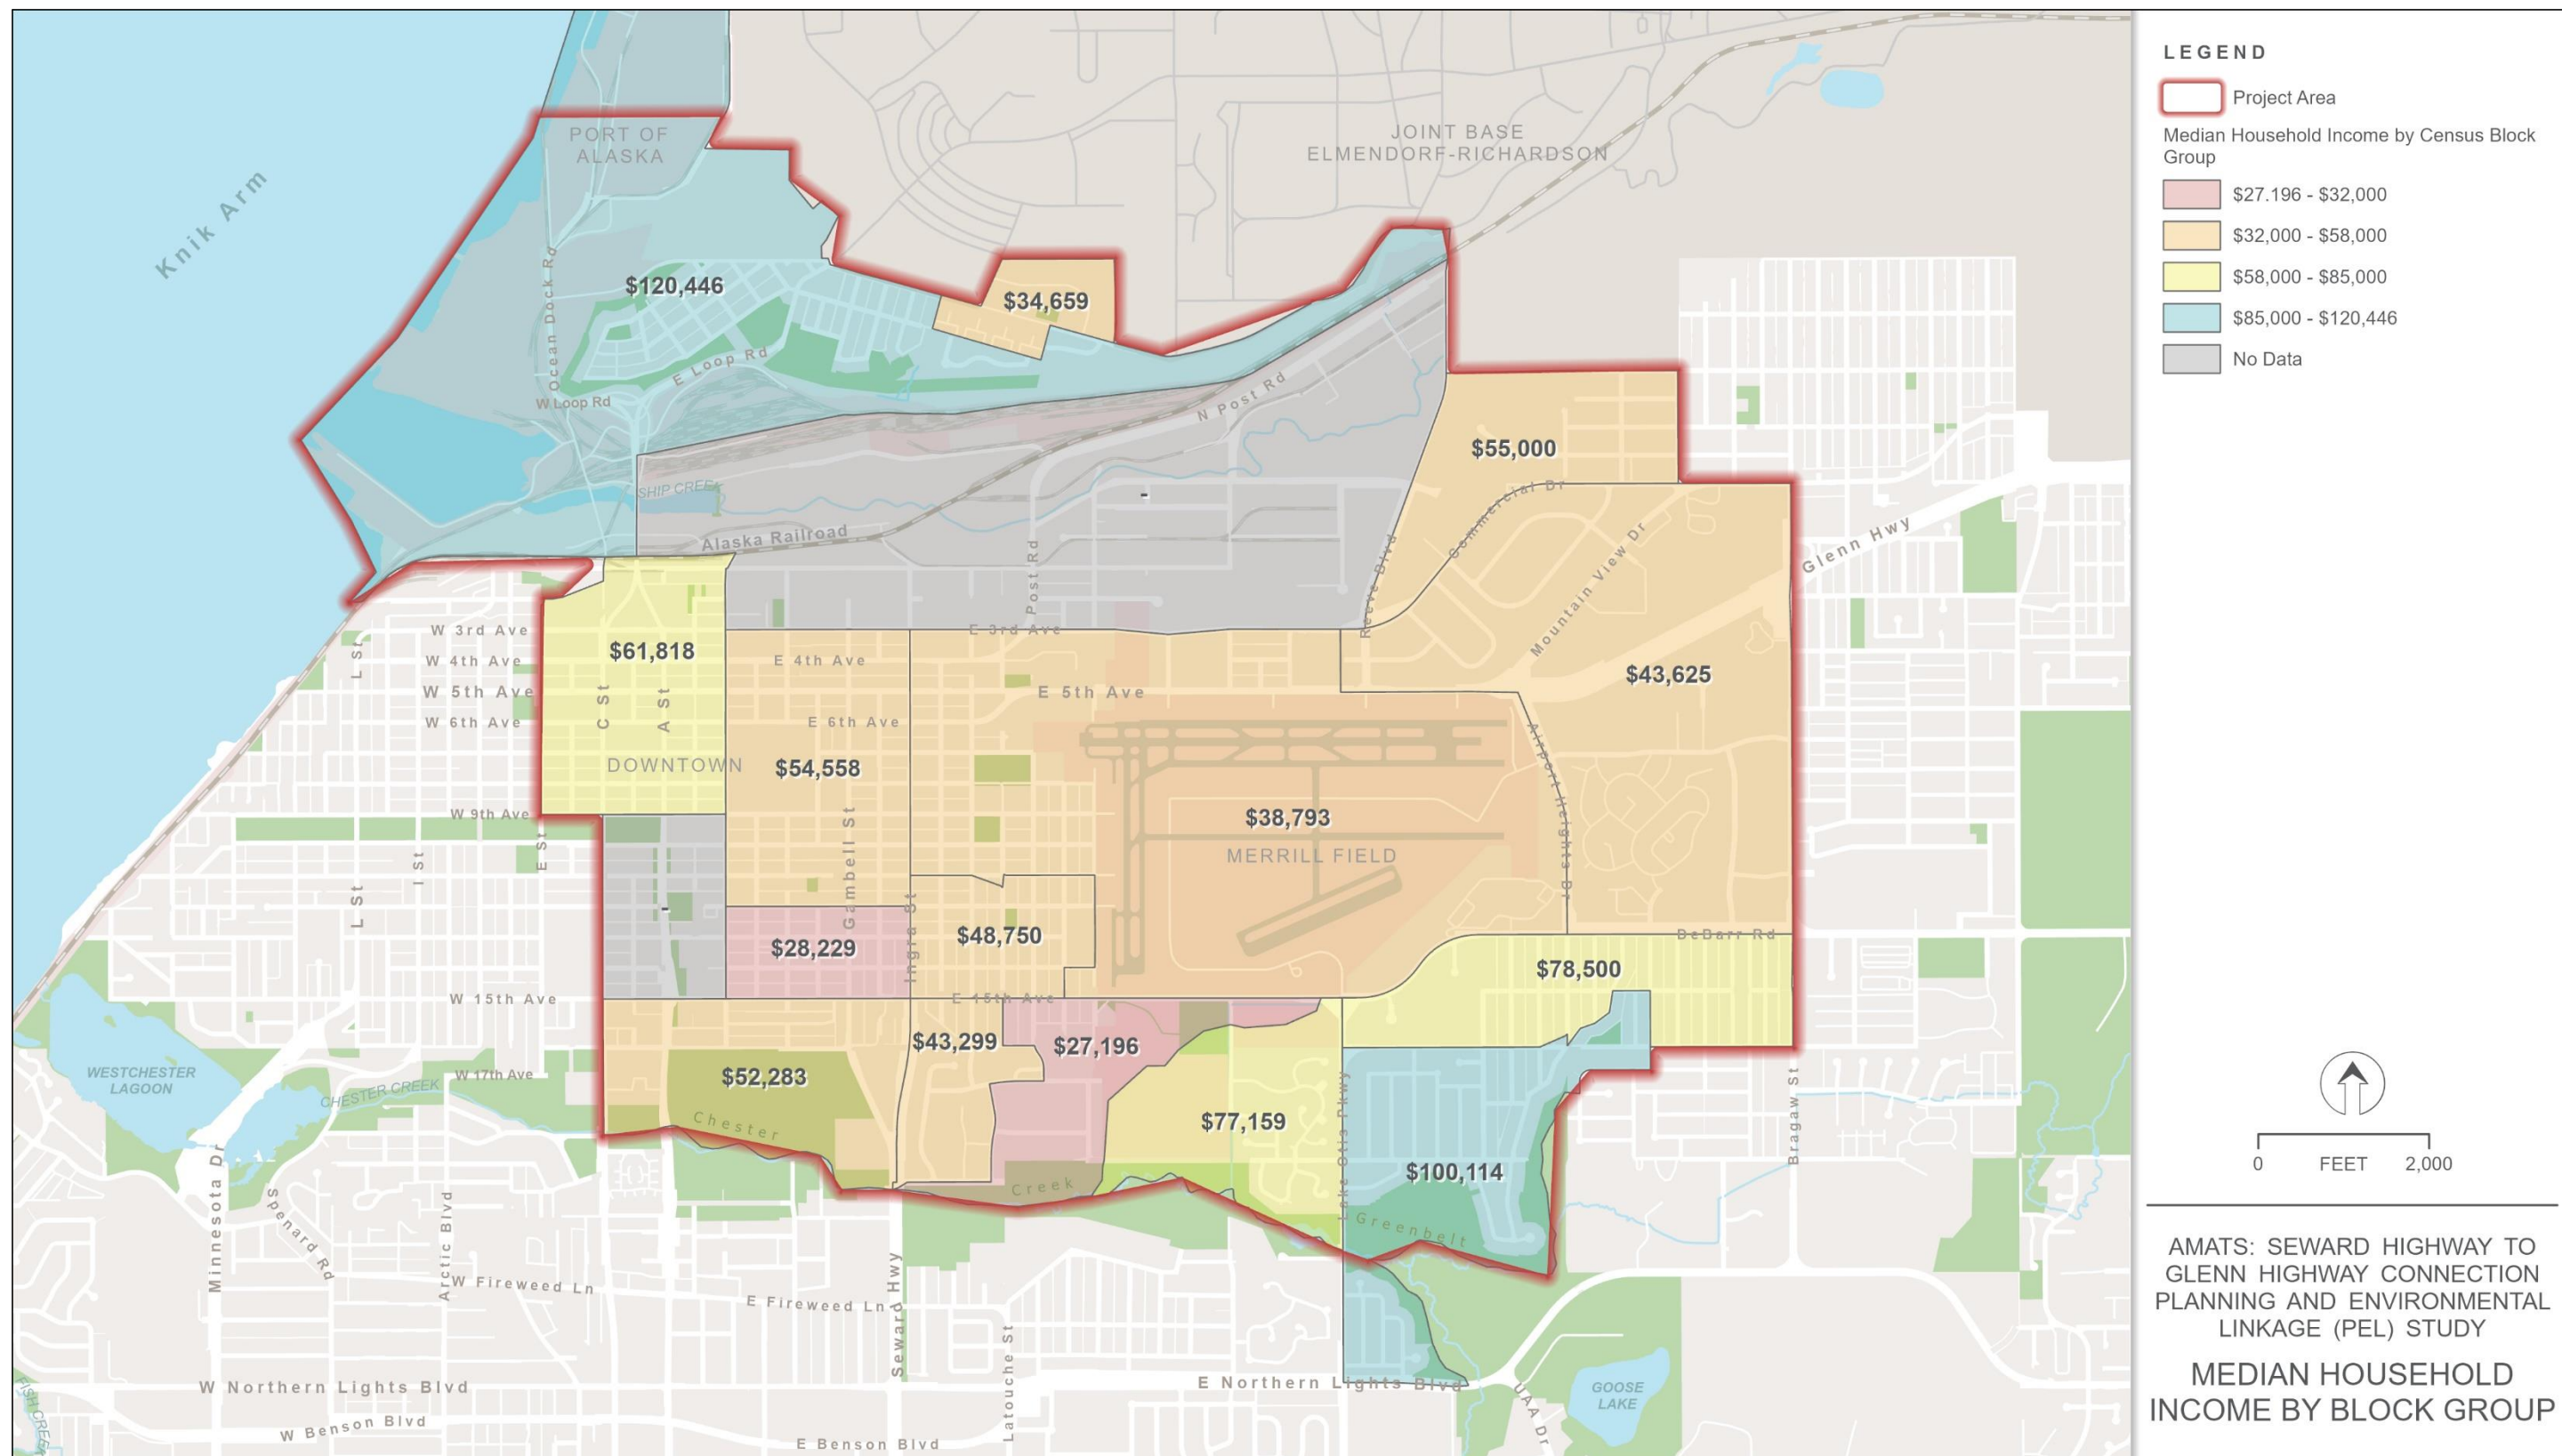 Knik Arm
PORT OF
ALASKA
JOINT BASE
ELMENDORF-RICHARDSON
$120,446
$34,659
Ocean Dock Rd
E Loop Rd
W Loop Rd
N Post Rd
SHIP CREEK
Alaska Railroad
Post Rd
-
Reeve Blvd
$55,000
Commercial Dr
Mountain View Dr
Glenn Hwy
W 3rd Ave
E 3rd Ave
W 4th Ave
E 4th Ave
W 5th Ave
E 5th Ave
W 6th Ave
E 6th Ave
L St
C St
A St
$61,818
$43,625
DOWNTOWN
$54,558
Airport Heights Dr
$38,793
MERRILL FIELD
W 9th Ave
E St
I St
L St
Gambell St
Ingra St
-
$28,229
$48,750
DeBarr Rd
$78,500
W 15th Ave
E 15th Ave
$43,299
$27,196
WESTCHESTER
LAGOON
CHESTER CREEK
W 17th Ave
$52,283
Chester
Creek
Greenbelt
$77,159
Lake Otis Pkwy
$100,114
Bragaw St
Minnesota Dr
Spenard Rd
Arctic Blvd
W Fireweed Ln
E Fireweed Ln
Seward Hwy
Latouche St
W Northern Lights Blvd
E Northern Lights Blvd
W Benson Blvd
E Benson Blvd
FISH CREEK
UAA Dr
GOOSE
LAKE
LEGEND
Project Area
Median Household Income by Census Block
Group
$27.196 - $32,000
$32,000 - $58,000
$58,000 - $85,000
$85,000 - $120,446
No Data
0 FEET 2,000
AMATS: SEWARD HIGHWAY TO
GLENN HIGHWAY CONNECTION
PLANNING AND ENVIRONMENTAL
LINKAGE (PEL) STUDY
MEDIAN HOUSEHOLD
INCOME BY BLOCK GROUP